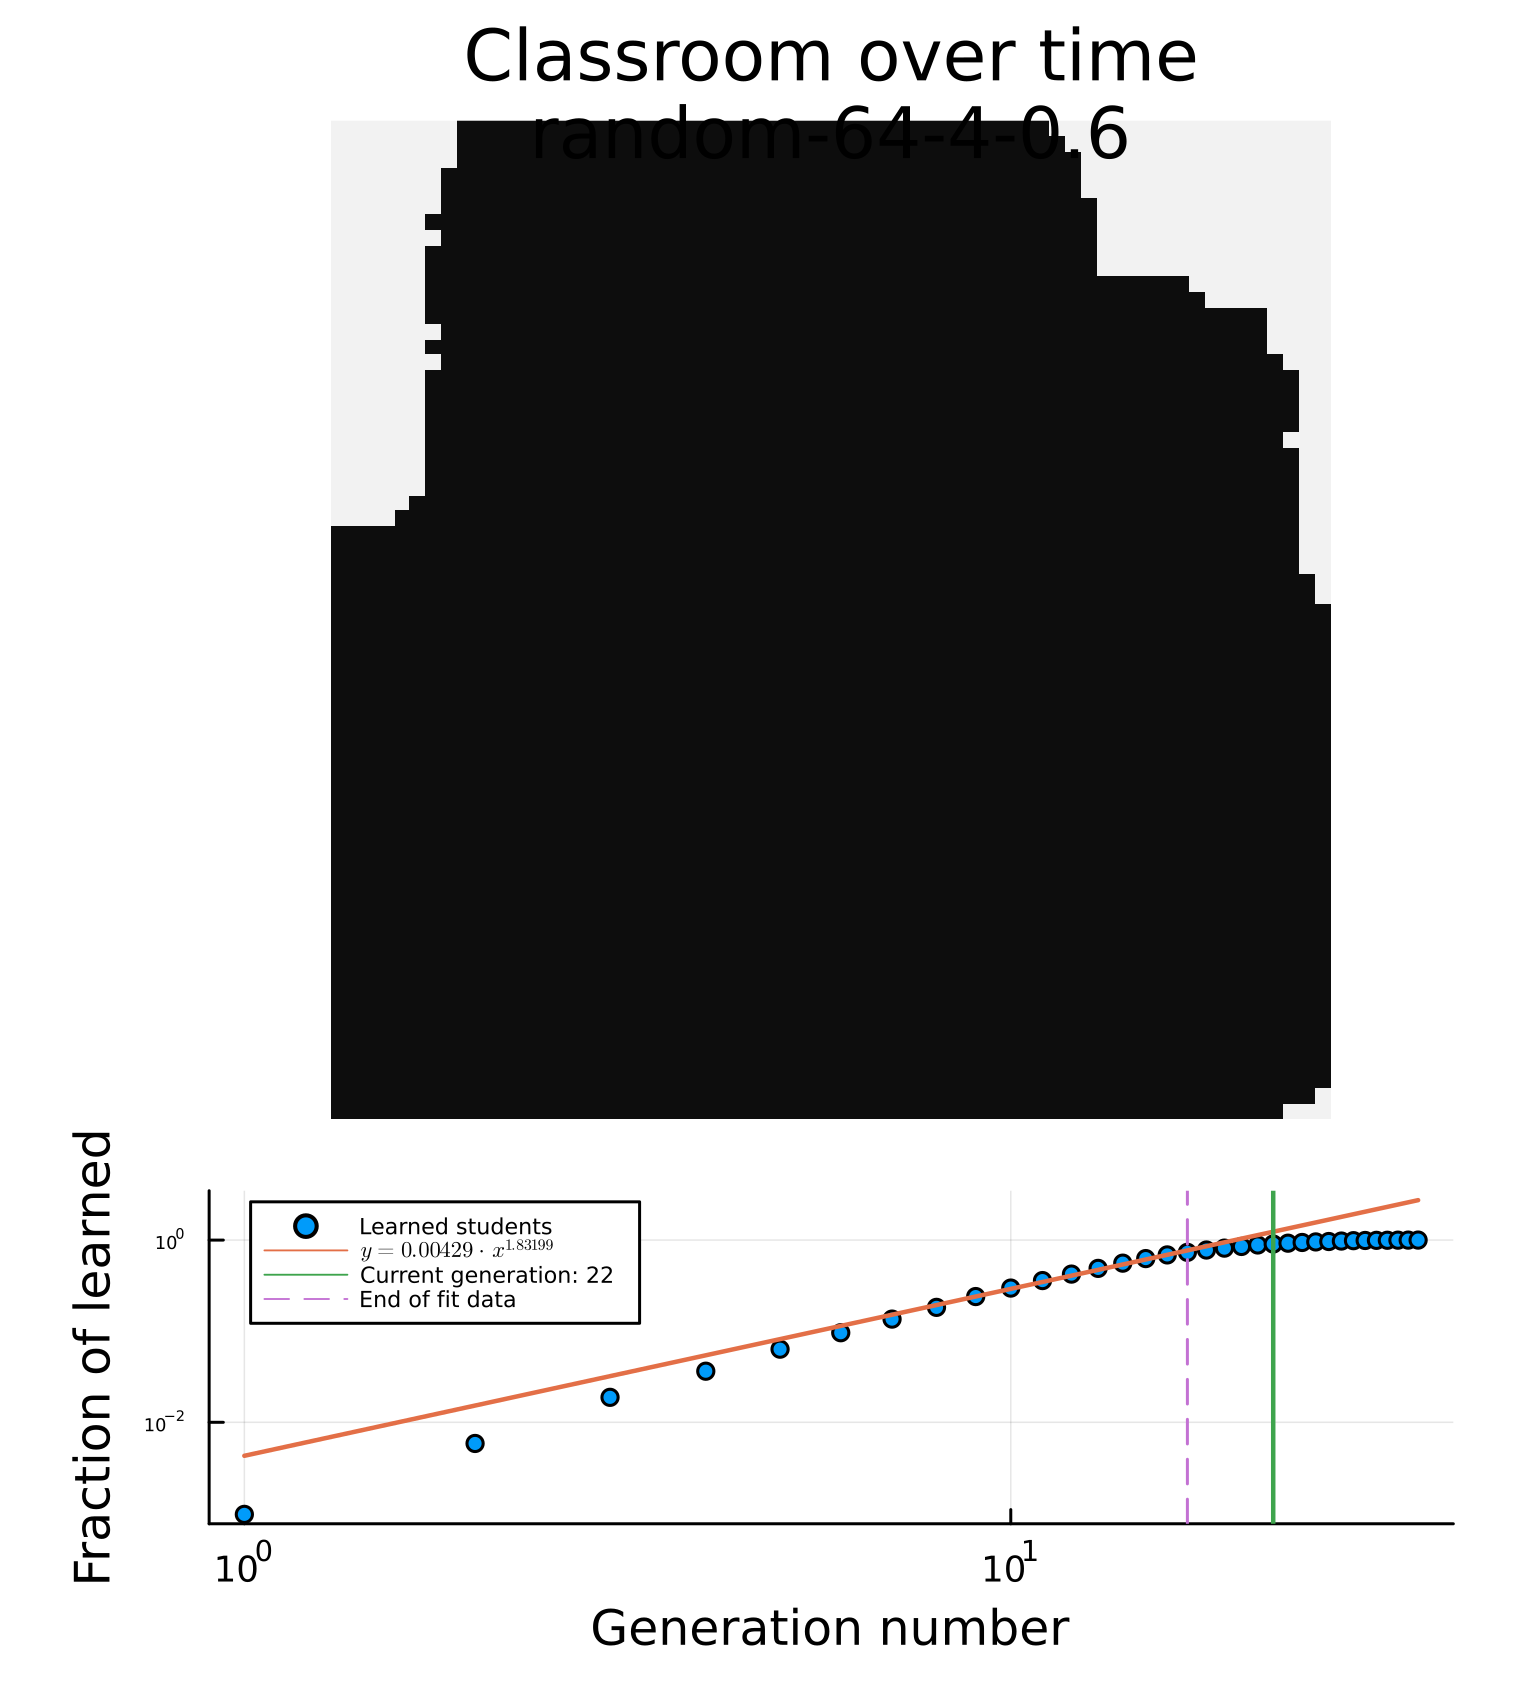 Classroom over time
random-64-4-0.6
Fraction of learned
10⁰
10⁻²
Learned students
y = 0.00429 · x^1.83199
Current generation: 22
End of fit data
10⁰
10¹
Generation number